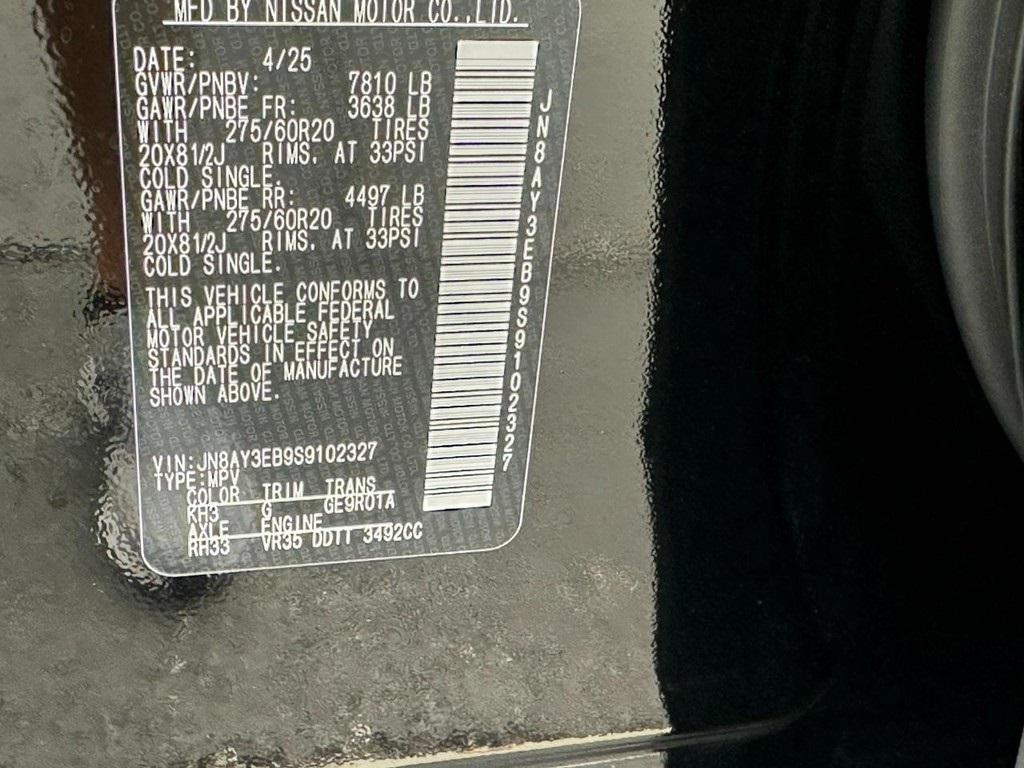 MFD BY NISSAN MOTOR CO.,LTD.
DATE: 4/25
GVWR/PNBV: 7810 LB
GAWR/PNBE FR: 3638 LB
WITH 275/60R20 TIRES
20X81/2J RIMS, AT 33PSI
COLD SINGLE.
GAWR/PNBE RR: 4497 LB
WITH 275/60R20 TIRES
20X81/2J RIMS, AT 33PSI
COLD SINGLE.
THIS VEHICLE CONFORMS TO
ALL APPLICABLE FEDERAL
MOTOR VEHICLE SAFETY
STANDARDS IN EFFECT ON
THE DATE OF MANUFACTURE
SHOWN ABOVE.
VIN:JN8AY3EB9S9102327
TYPE:MPV
COLOR TRIM TRANS
KH3 G GE9R01A
AXLE ENGINE
RH33 VR35 DDTT 3492CC
JN8AY3EB9S9102327